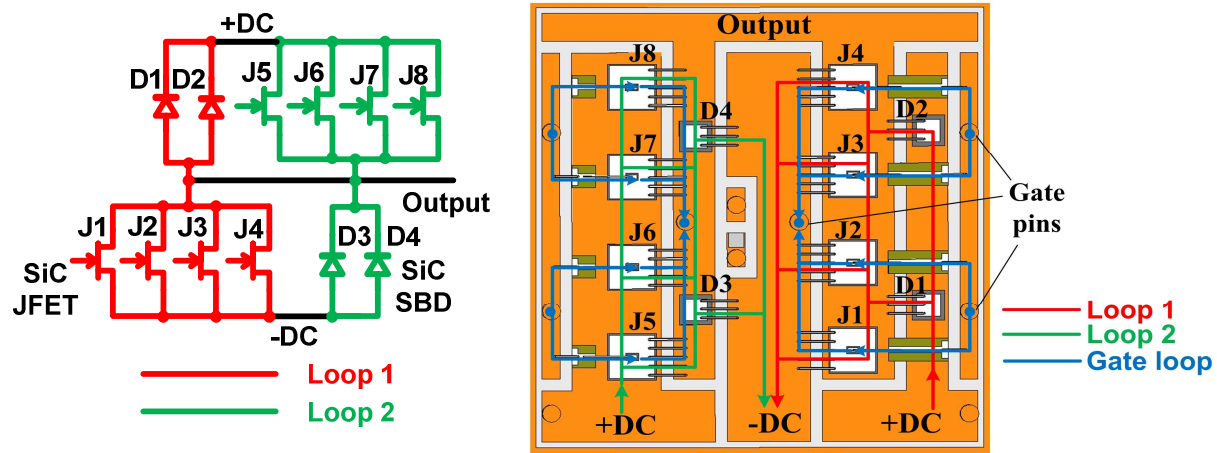 +DC
D1 D2 J5 J6 J7 J8
Output
J1 J2 J3 J4
D3 D4
SiC
JFET
SiC
SBD
-DC
Loop 1
Loop 2
Output
J8
J4
D4
D2
J7
J3
Gate
pins
J6
J2
D3
D1
J5
J1
Loop 1
Loop 2
Gate loop
+DC
-DC
+DC